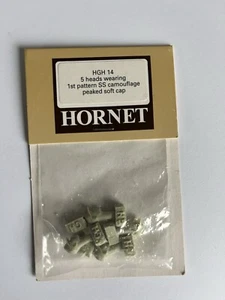 HGH 14
5 heads wearing
1st pattern SS camouflage
peaked soft cap
HORNET